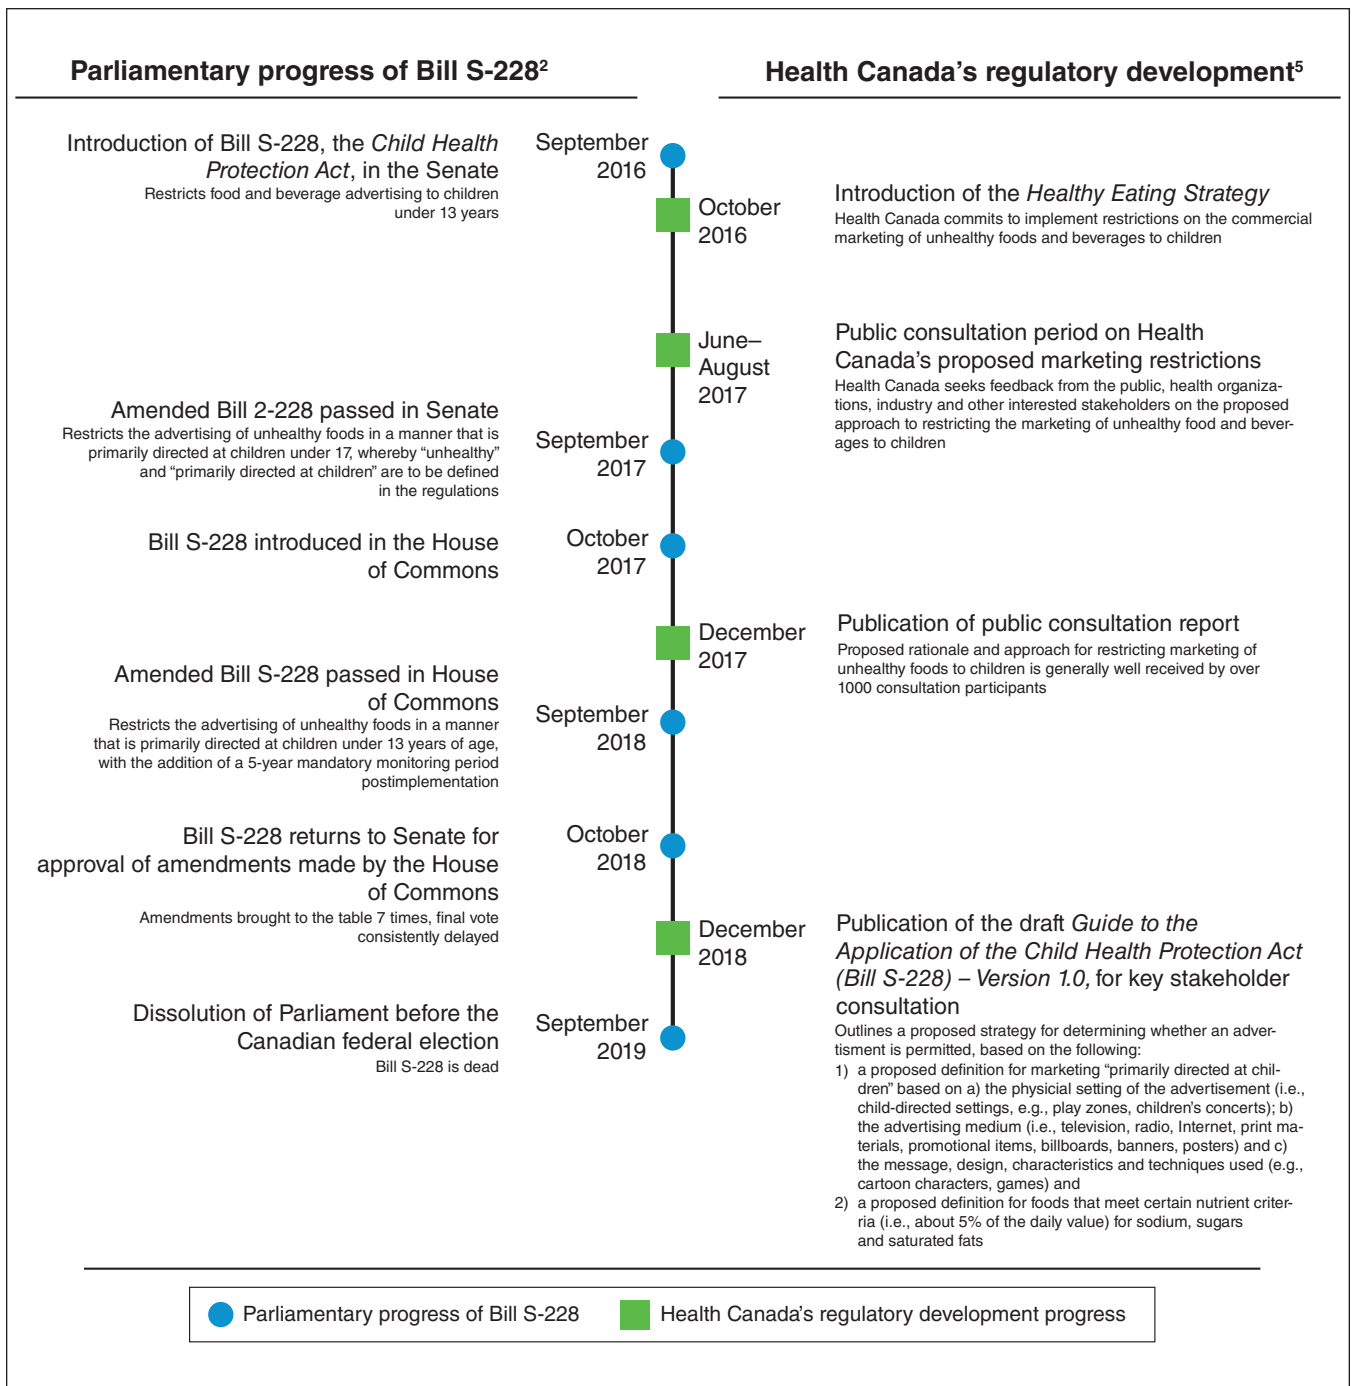 Parliamentary progress of Bill S-228²
Health Canada's regulatory development⁵
Introduction of Bill S-228, the Child Health
Protection Act, in the Senate
Restricts food and beverage advertising to children
under 13 years
September
2016
October
2016
Introduction of the Healthy Eating Strategy
Health Canada commits to implement restrictions on the commercial
marketing of unhealthy foods and beverages to children
June–
August
2017
Public consultation period on Health
Canada's proposed marketing restrictions
Health Canada seeks feedback from the public, health organiza-
tions, industry and other interested stakeholders on the proposed
approach to restricting the marketing of unhealthy food and bever-
ages to children
Amended Bill 2-228 passed in Senate
Restricts the advertising of unhealthy foods in a manner that is
primarily directed at children under 17, whereby “unhealthy”
and “primarily directed at children” are to be defined
in the regulations
September
2017
Bill S-228 introduced in the House
of Commons
October
2017
December
2017
Publication of public consultation report
Proposed rationale and approach for restricting marketing of
unhealthy foods to children is generally well received by over
1000 consultation participants
Amended Bill S-228 passed in House
of Commons
Restricts the advertising of unhealthy foods in a manner
that is primarily directed at children under 13 years of age,
with the addition of a 5-year mandatory monitoring period
postimplementation
September
2018
Bill S-228 returns to Senate for
approval of amendments made by the House
of Commons
Amendments brought to the table 7 times, final vote
consistently delayed
October
2018
December
2018
Publication of the draft Guide to the
Application of the Child Health Protection Act
(Bill S-228) – Version 1.0, for key stakeholder
consultation
Outlines a proposed strategy for determining whether an adver-
tisment is permitted, based on the following:
1) a proposed definition for marketing “primarily directed at chil-
dren” based on a) the physicial setting of the advertisement (i.e.,
child-directed settings, e.g., play zones, children's concerts); b)
the advertising medium (i.e., television, radio, Internet, print ma-
terials, promotional items, billboards, banners, posters) and c)
the message, design, characteristics and techniques used (e.g.,
cartoon characters, games) and
2) a proposed definition for foods that meet certain nutrient criter-
ria (i.e., about 5% of the daily value) for sodium, sugars
and saturated fats
Dissolution of Parliament before the
Canadian federal election
Bill S-228 is dead
September
2019
Parliamentary progress of Bill S-228
Health Canada's regulatory development progress